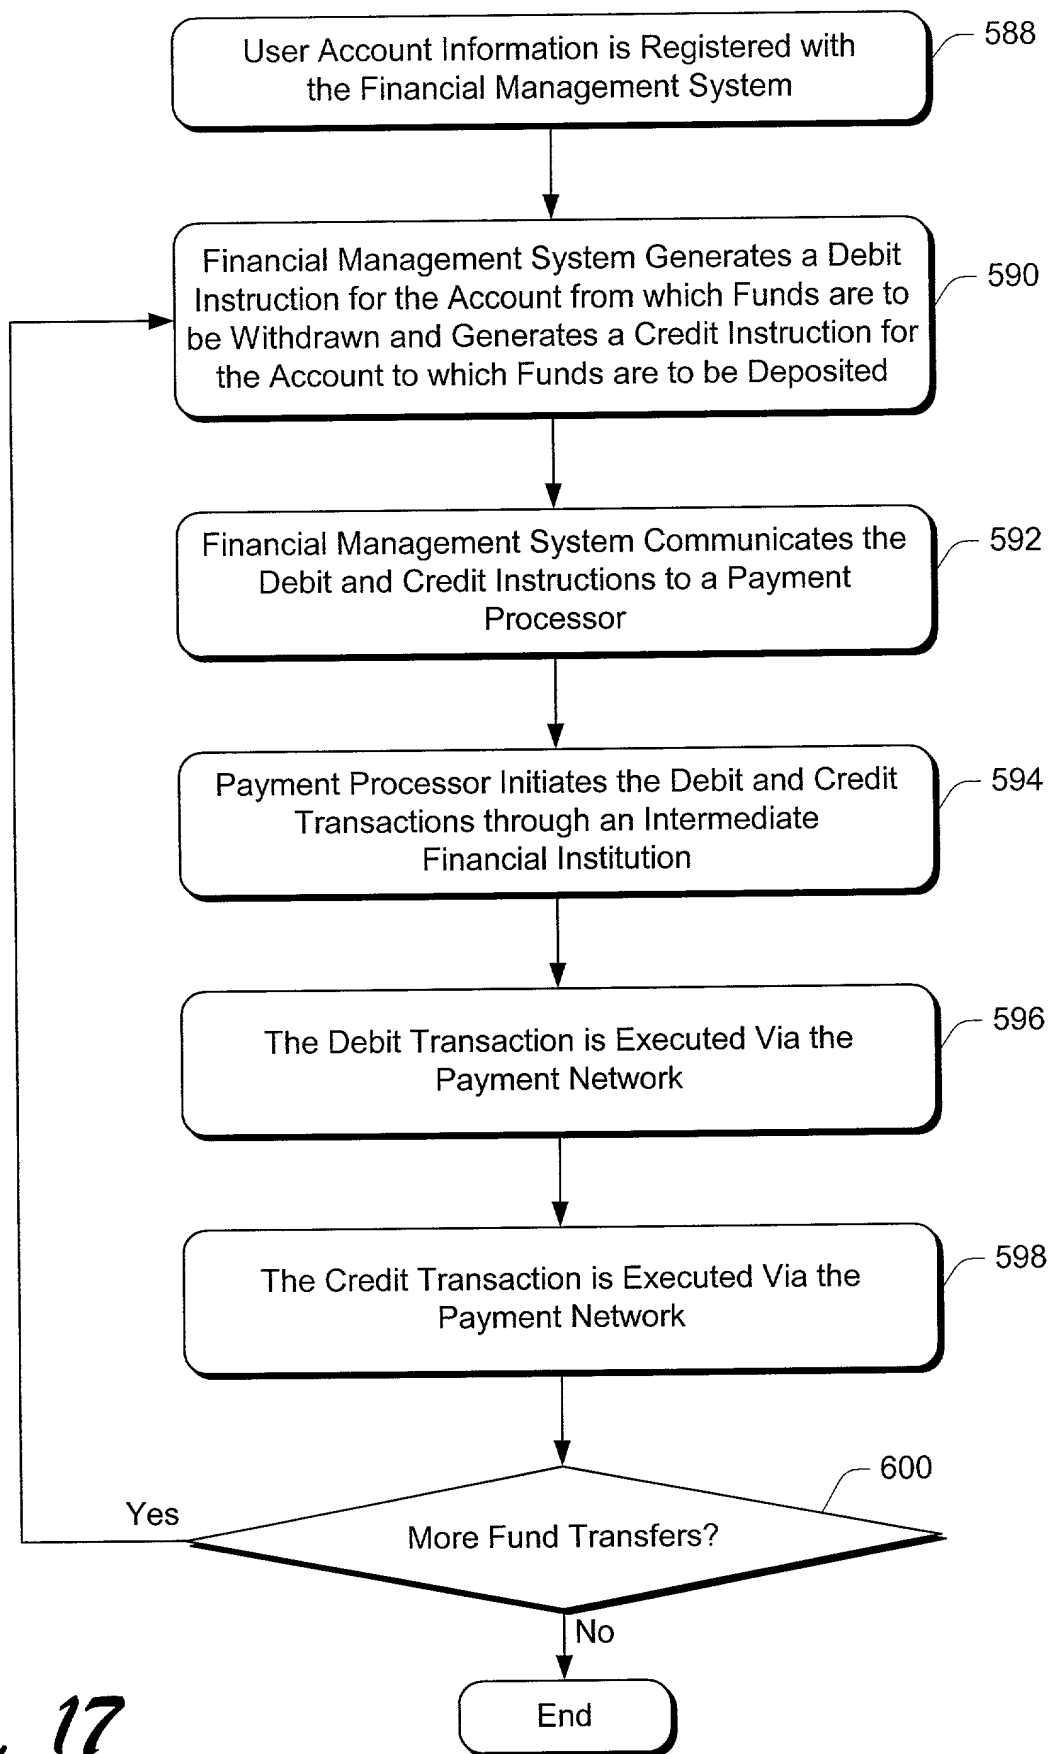 User Account Information is Registered with
the Financial Management System
588
Financial Management System Generates a Debit
Instruction for the Account from which Funds are to
be Withdrawn and Generates a Credit Instruction for
the Account to which Funds are to be Deposited
590
Financial Management System Communicates the
Debit and Credit Instructions to a Payment
Processor
592
Payment Processor Initiates the Debit and Credit
Transactions through an Intermediate
Financial Institution
594
The Debit Transaction is Executed Via the
Payment Network
596
The Credit Transaction is Executed Via the
Payment Network
598
600
Yes
More Fund Transfers?
No
End
17